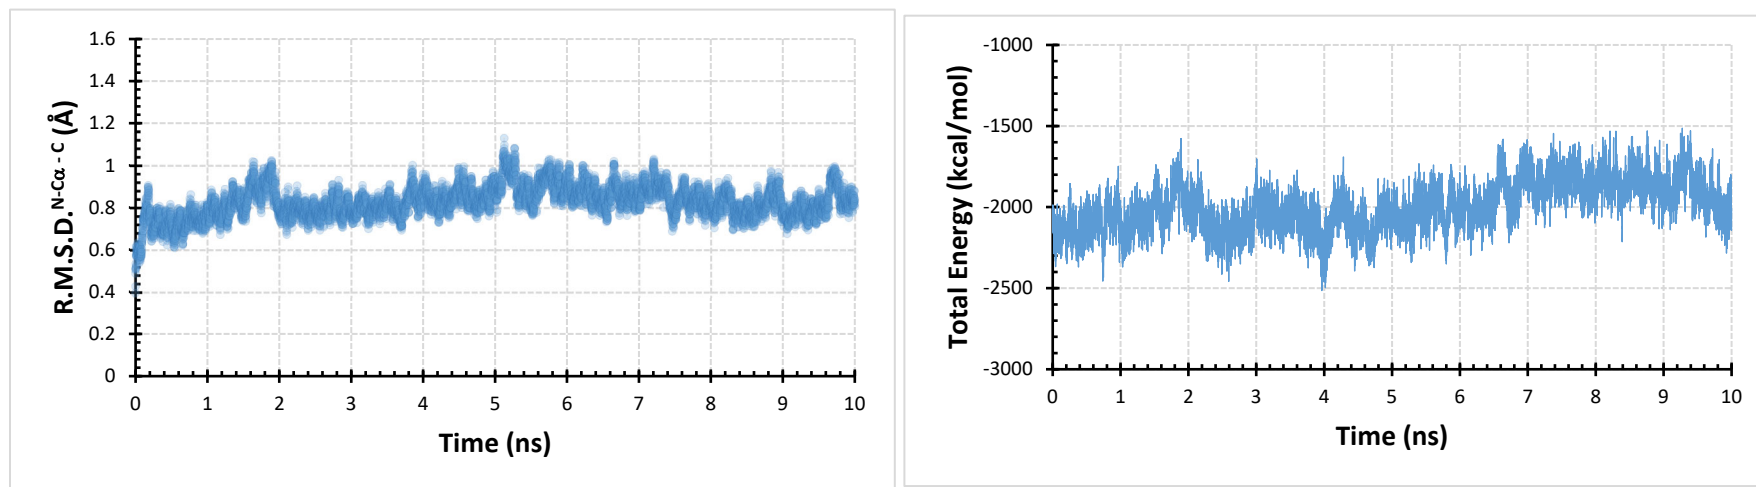 1.6
1.4
1.2
1
0.8
0.6
0.4
0.2
0
R.M.S.D. N-Cα - C (Å)
0 1 2 3 4 5 6 7 8 9 10
Time (ns)
-1000
-1500
-2000
-2500
-3000
Total Energy (kcal/mol)
0 1 2 3 4 5 6 7 8 9 10
Time (ns)